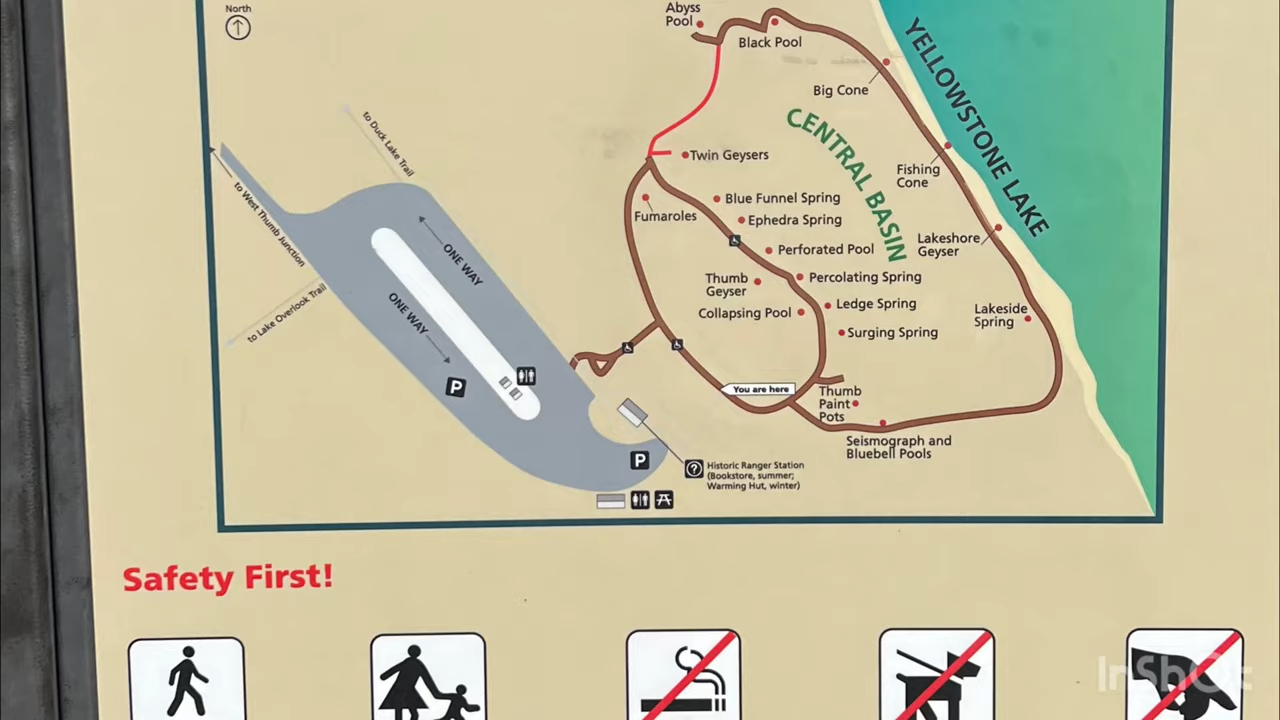 North
Abyss
Pool
Black Pool
YELLOWSTONE LAKE
Big Cone
CENTRAL BASIN
to Duck Lake Trail
Twin Geysers
Fishing
Cone
to West Thumb Junction
Fumaroles
Blue Funnel Spring
Ephedra Spring
ONE WAY
Perforated Pool
Lakeshore
Geyser
Thumb
Geyser
Percolating Spring
ONE WAY
to Lake Overlook Trail
Collapsing Pool
Ledge Spring
Lakeside
Spring
Surging Spring
P
You are here
Thumb
Paint
Pots
Seismograph and
Bluebell Pools
P
?
Historic Ranger Station
(Bookstore, summer;
Warming Hut, winter)
Safety First!
InShOt